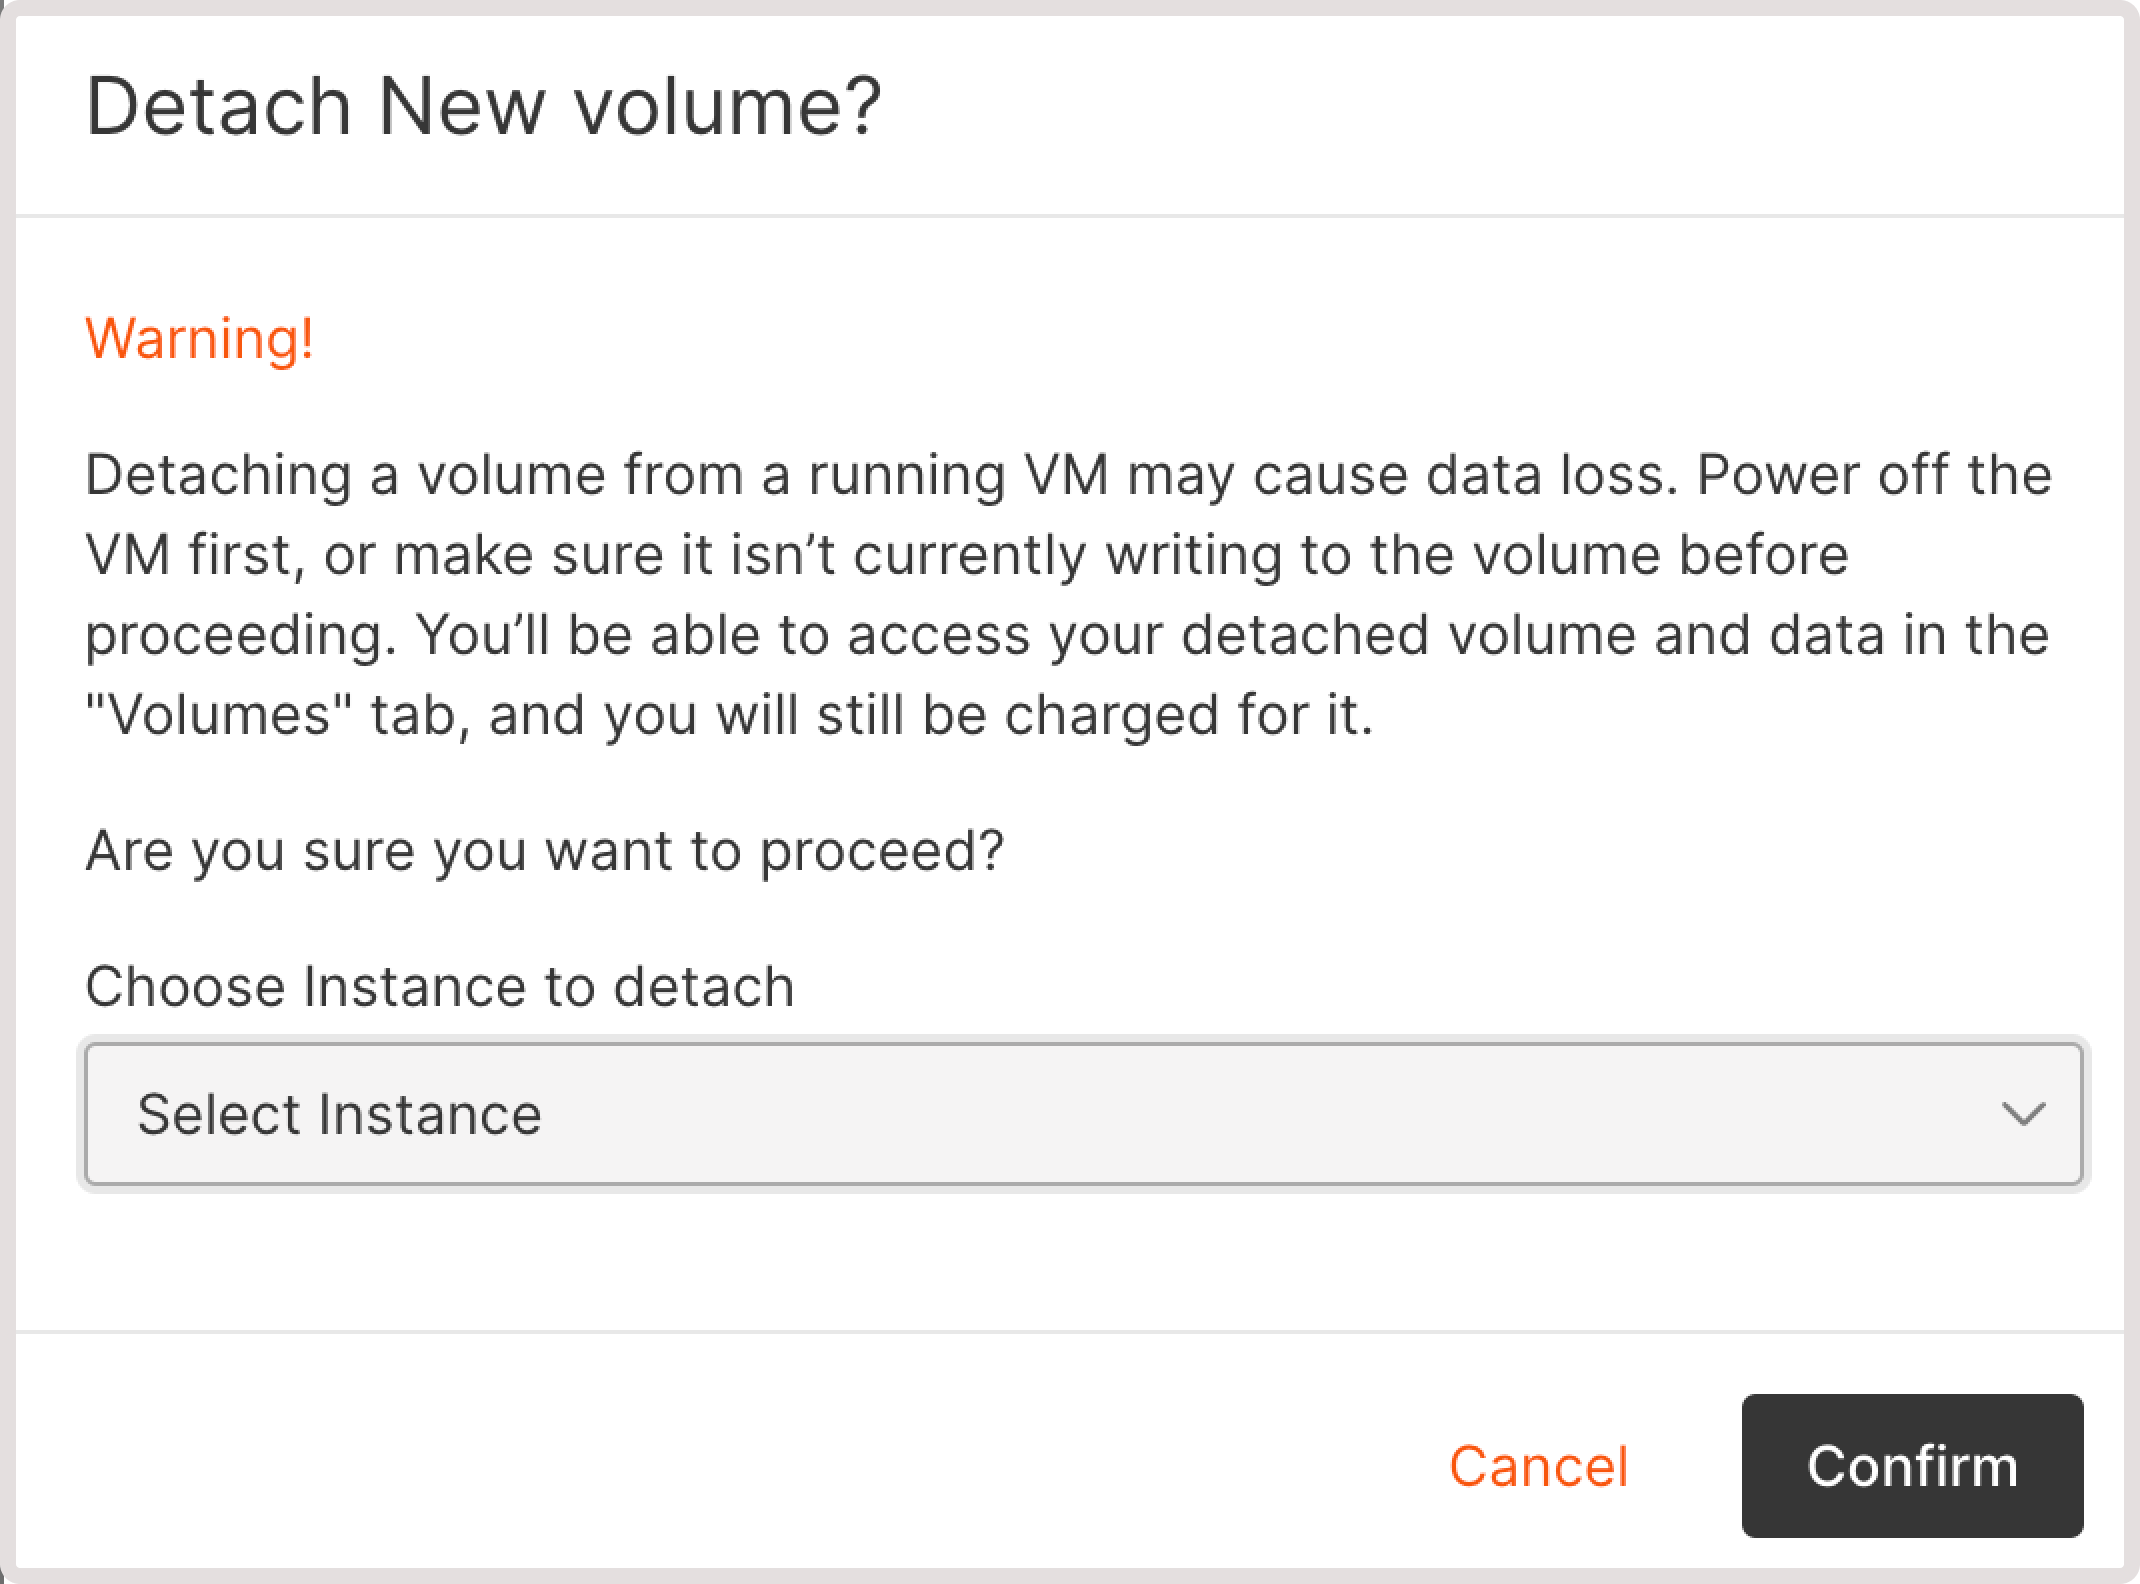 Detach New volume?
Warning!
Detaching a volume from a running VM may cause data loss. Power off the
VM first, or make sure it isn’t currently writing to the volume before
proceeding. You’ll be able to access your detached volume and data in the
"Volumes" tab, and you will still be charged for it.
Are you sure you want to proceed?
Choose Instance to detach
Select Instance
Cancel
Confirm